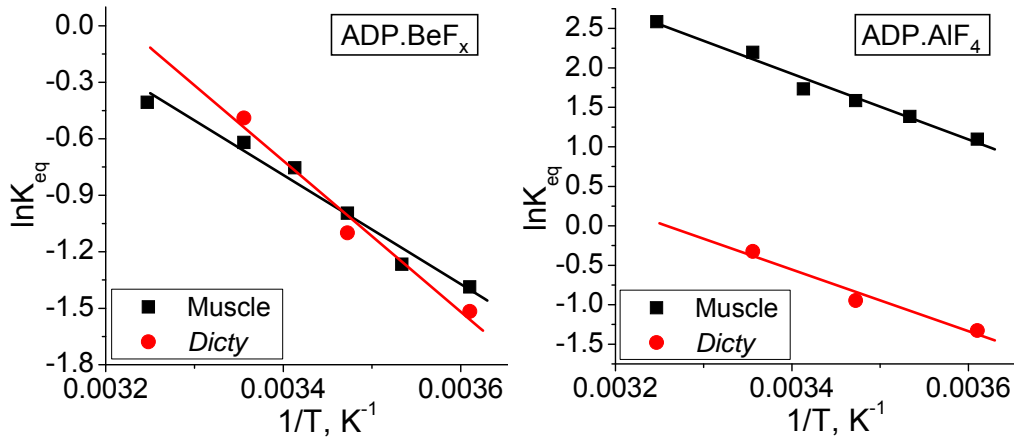 ADP.BeFₓ
0.0
-0.3
-0.6
-0.9
-1.2
-1.5
-1.8
lnKeq
Muscle
Dicty
0.0032
0.0034
0.0036
1/T, K⁻¹
ADP.AlF₄
2.5
2.0
1.5
1.0
0.5
0.0
-0.5
-1.0
-1.5
lnKeq
Muscle
Dicty
0.0032
0.0034
0.0036
1/T, K⁻¹